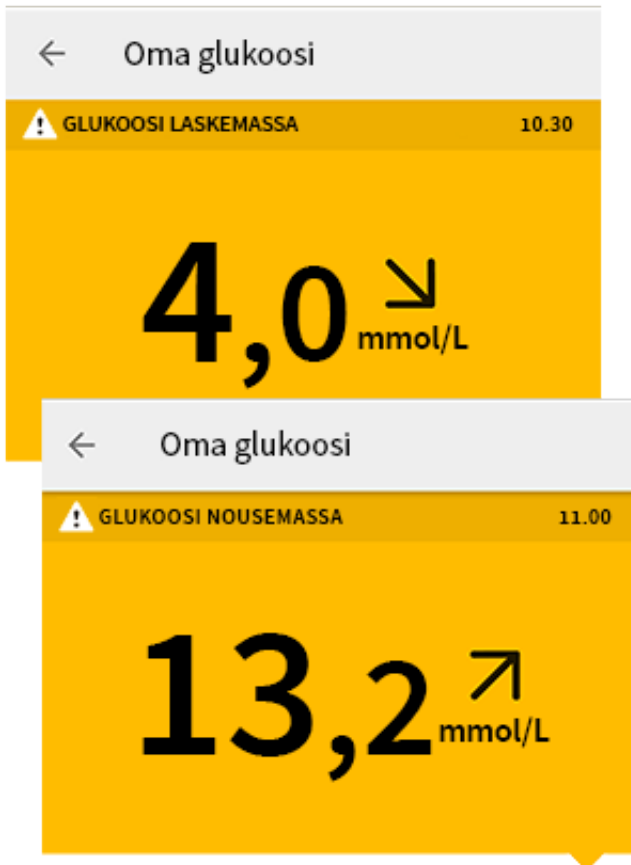 Oma glukoosi
GLUKOOSI LASKEMASSA 10.30
4,0
mmol/L
Oma glukoosi
GLUKOOSI NOUSEMASSA 11.00
13,2
mmol/L